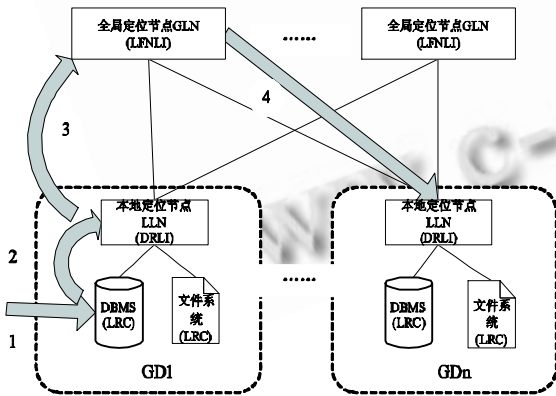 全局定位节点GLN
(LFNLI)
……
全局定位节点GLN
(LFNLI)
4
3
本地定位节点
LLN
(DRLI)
本地定位节点
LLN
(DRLI)
2
DBMS
(LRC)
文件系
统
(LRC)
……
DBMS
(LRC)
文件系
统
(LRC)
1
GD1
GDn